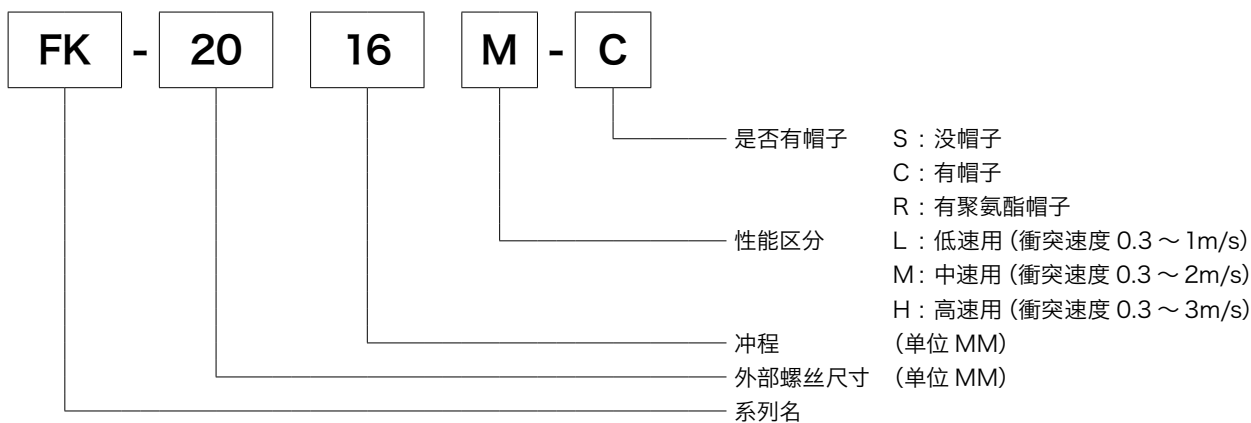 FK - 20 16 M - C
是否有帽子 S : 没帽子
C : 有帽子
R : 有聚氨酯帽子
性能区分 L : 低速用 (衝突速度 0.3 ~ 1m/s)
M : 中速用 (衝突速度 0.3 ~ 2m/s)
H : 高速用 (衝突速度 0.3 ~ 3m/s)
冲程 (单位 MM)
外部螺丝尺寸 (单位 MM)
系列名